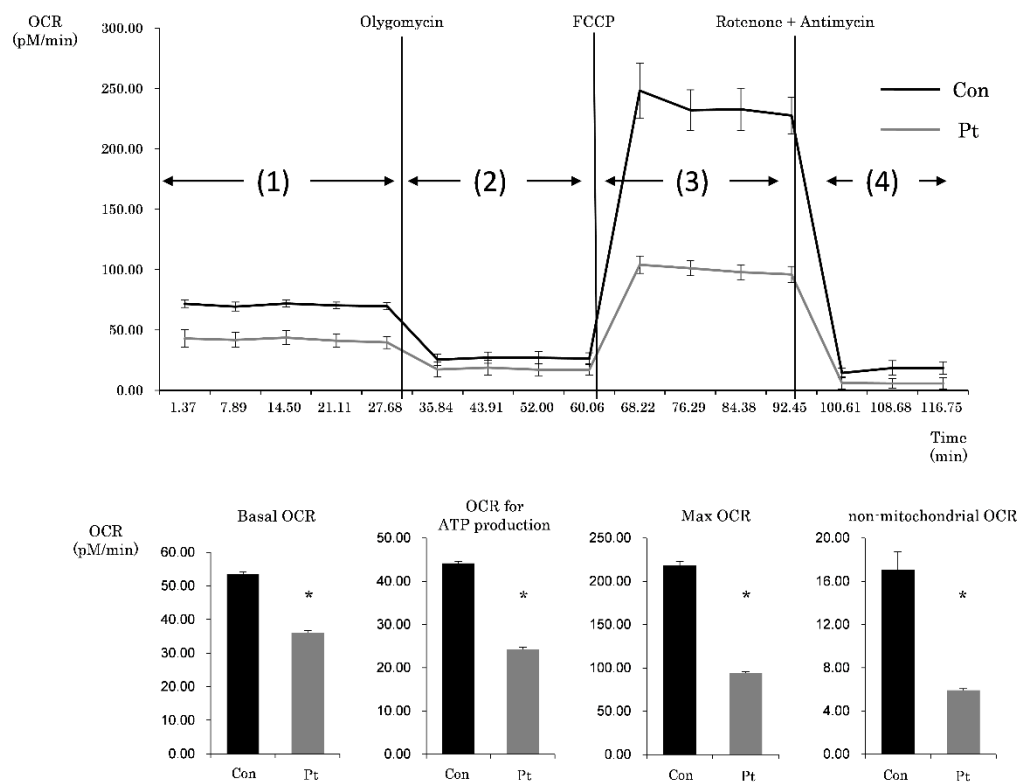 OCR
(pM/min)
Olygomycin
FCCP
Rotenone + Antimycin
300.00
250.00
200.00
150.00
100.00
50.00
0.00
Con
Pt
(1)
(2)
(3)
(4)
1.37 7.89 14.50 21.11 27.68 35.84 43.91 52.00 60.06 68.22 76.29 84.38 92.45 100.61 108.68 116.75
Time
(min)
OCR
(pM/min)
Basal OCR
60.00
50.00
40.00
30.00
20.00
10.00
0.00
*
Con Pt
OCR for
ATP production
50.00
40.00
30.00
20.00
10.00
0.00
*
Con Pt
Max OCR
250.00
200.00
150.00
100.00
50.00
00.00
*
Con Pt
non-mitochondrial OCR
20.00
16.00
12.00
8.00
4.00
0.00
*
Con Pt